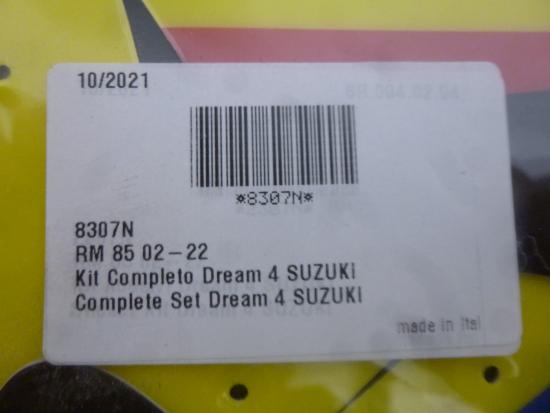 10/2021
*8307N*
8307N
RM 85 02-22
Kit Completo Dream 4 SUZUKI
Complete Set Dream 4 SUZUKI
made in Ital